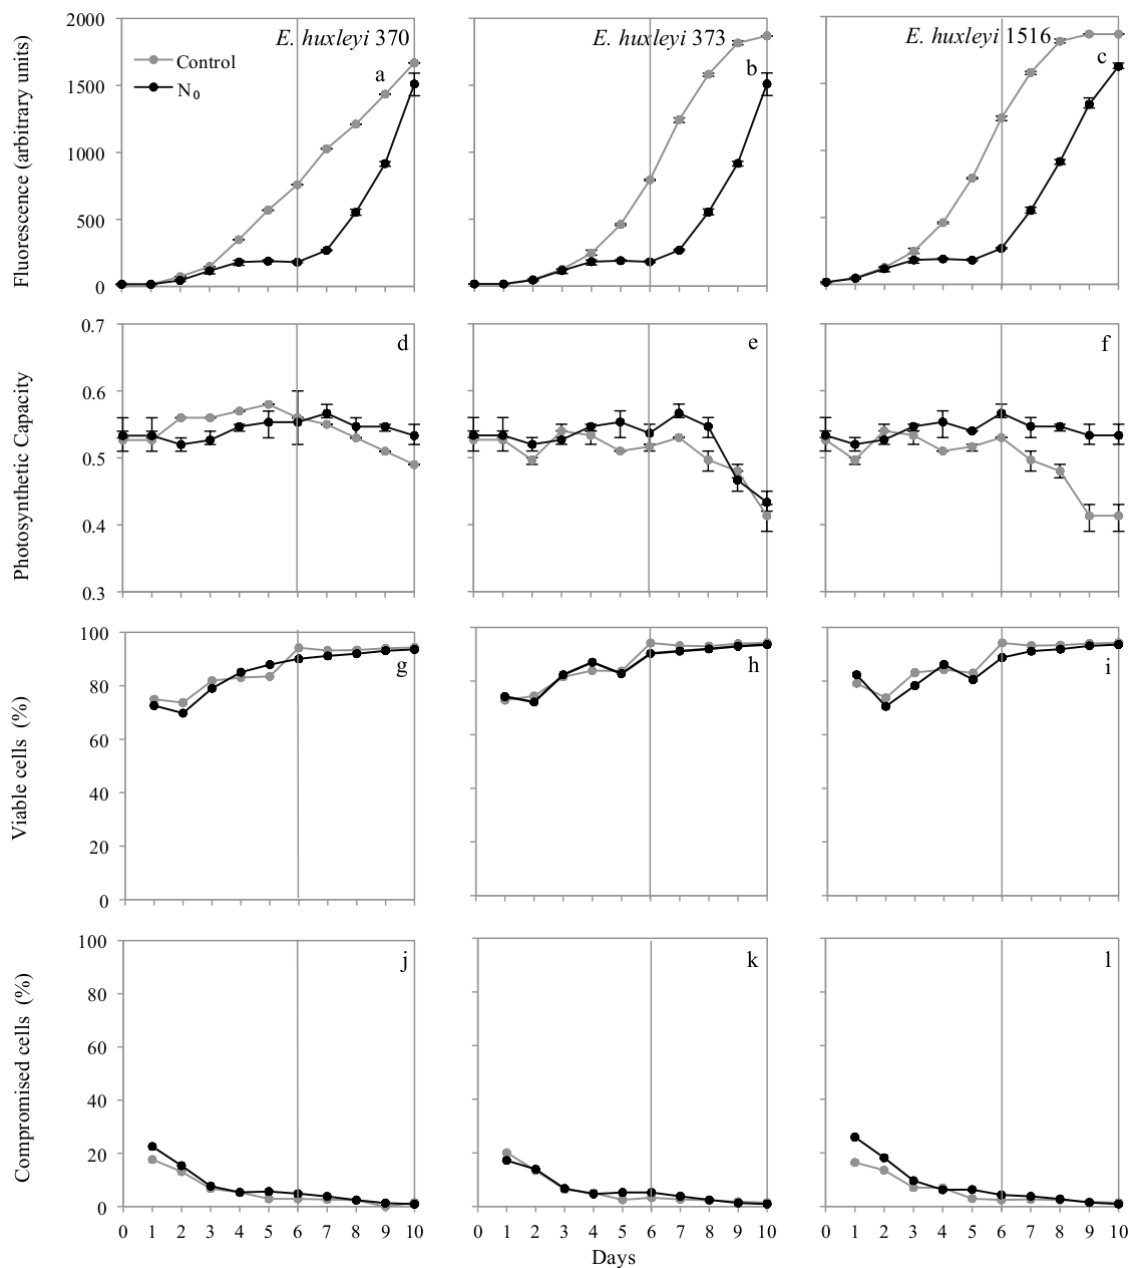 E. huxleyi 370
E. huxleyi 373
E. huxleyi 1516
Control
N0
a
b
c
Fluorescence (arbitrary units)
2000
1500
1000
500
0
d
e
f
Photosynthetic Capacity
0.7
0.6
0.5
0.4
0.3
g
h
i
Viable cells (%)
100
80
60
40
20
0
j
k
l
Compromised cells (%)
100
80
60
40
20
0
0 1 2 3 4 5 6 7 8 9 10
0 1 2 3 4 5 6 7 8 9 10
0 1 2 3 4 5 6 7 8 9 10
Days